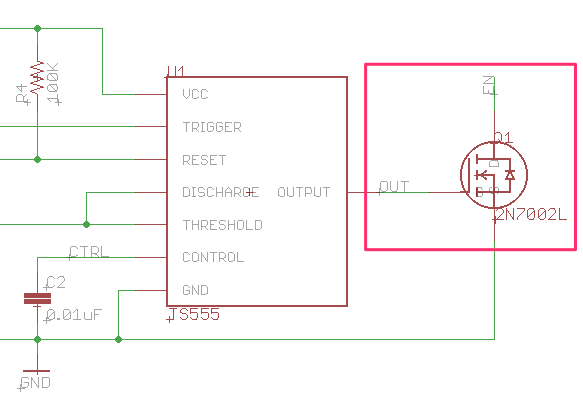 U1
R4
100K
VCC
TRIGGER
RESET
DISCHARGE
OUTPUT
THRESHOLD
CONTROL
GND
JS555
OUT
EN
Q1
D
G
S
2N7002L
CTRL
C2
0.01uF
GND